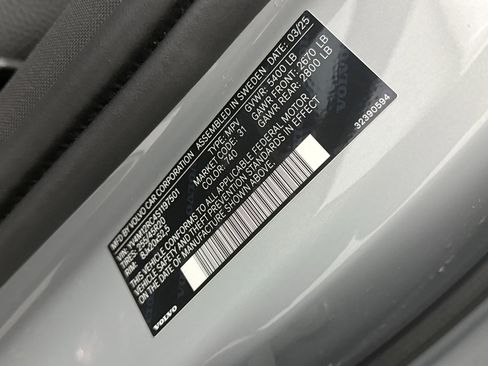 MFD BY VOLVO CAR CORPORATION ASSEMBLED IN SWEDEN DATE: 03/25
TYPE: MPV GVWR: 5400 LB
MARKET CODE: 31 GAWR FRONT: 2670 LB
COLOR: 740 GAWR REAR: 2800 LB
THIS VEHICLE CONFORMS TO ALL APPLICABLE FEDERAL MOTOR
VEHICLE SAFETY AND THEFT PREVENTION STANDARDS IN EFFECT
ON THE DATE OF MANUFACTURE SHOWN ABOVE.
32390594
VOLVO
VOLVO